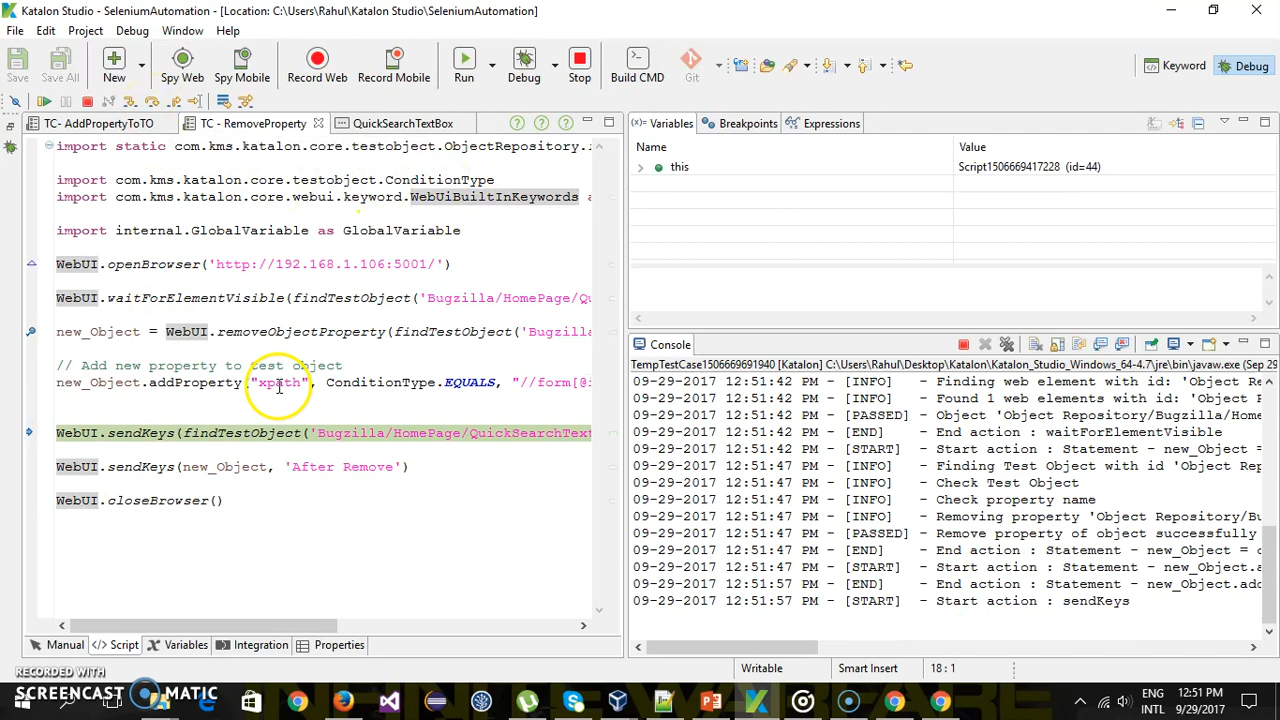 Katalon Studio - SeleniumAutomation - [Location: C:\Users\Rahul\Katalon Studio\SeleniumAutomation]
File Edit Project Debug Window Help
Save Save All New Spy Web Spy Mobile Record Web Record Mobile Run Debug Stop Build CMD Git Keyword Debug
TC- AddPropertyToTO TC - RemoveProperty QuickSearchTextBox
import static com.kms.katalon.core.testobject.ObjectRepository.
import com.kms.katalon.core.testobject.ConditionType
import com.kms.katalon.core.webui.keyword.WebUiBuiltInKeywords
import internal.GlobalVariable as GlobalVariable
WebUI.openBrowser('http://192.168.1.106:5001/')
WebUI.waitForElementVisible(findTestObject('Bugzilla/HomePage/Qu
new_Object = WebUI.removeObjectProperty(findTestObject('Bugzilla
// Add new property to test object
new_Object.addProperty("xpath", ConditionType.EQUALS, "//form[@
WebUI.sendKeys(findTestObject('Bugzilla/HomePage/QuickSearchText
WebUI.sendKeys(new_Object, 'After Remove')
WebUI.closeBrowser()
Manual Script Variables Integration Properties
(x)= Variables Breakpoints Expressions
Name Value
this Script1506669417228 (id=44)
Console
TempTestCase1506669691940 [Katalon] C:\Users\Rahul\Desktop\Katalon\Katalon_Studio_Windows_64-4.7\jre\bin\javaw.exe (Sep 29
09-29-2017 12:51:42 PM - [INFO] - Finding web element with id: 'Object Re
09-29-2017 12:51:42 PM - [INFO] - Found 1 web elements with id: 'Object R
09-29-2017 12:51:42 PM - [PASSED] - Object 'Object Repository/Bugzilla/Hom
09-29-2017 12:51:42 PM - [END] - End action : waitForElementVisible
09-29-2017 12:51:42 PM - [START] - Start action : Statement - new_Object =
09-29-2017 12:51:42 PM - [INFO] - Finding Test Object with id 'Object Rep
09-29-2017 12:51:42 PM - [INFO] - Check Test Object
09-29-2017 12:51:42 PM - [INFO] - Check property name
09-29-2017 12:51:42 PM - [INFO] - Removing property 'Object Repository/Bu
09-29-2017 12:51:42 PM - [PASSED] - Remove property of object successfully
09-29-2017 12:51:42 PM - [END] - End action : Statement - new_Object = c
09-29-2017 12:51:47 PM - [START] - Start action : Statement - new_Object.a
09-29-2017 12:51:57 PM - [END] - End action : Statement - new_Object.add
09-29-2017 12:51:57 PM - [START] - Start action : sendKeys
Writable Smart Insert 18 : 1
RECORDED WITH
SCREENCAST MATIC
ENG 12:51 PM
INTL 9/29/2017